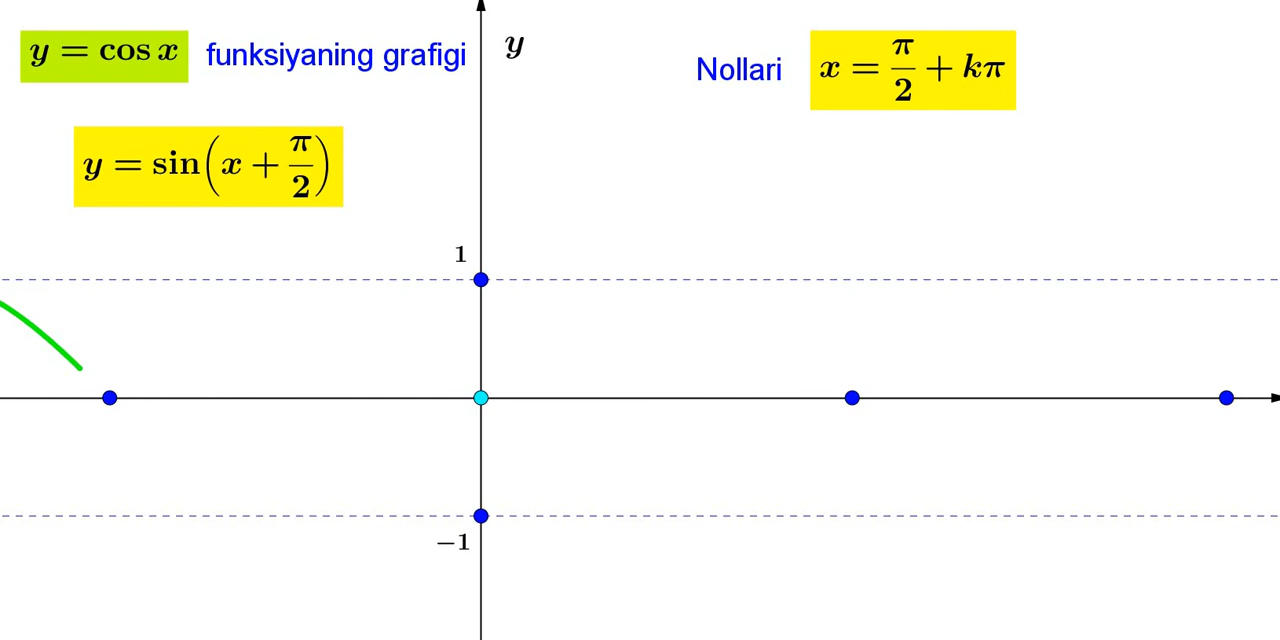 y = cos x funksiyaning grafigi
y
Nollari x = π/2 + kπ
y = sin(x + π/2)
1
−1